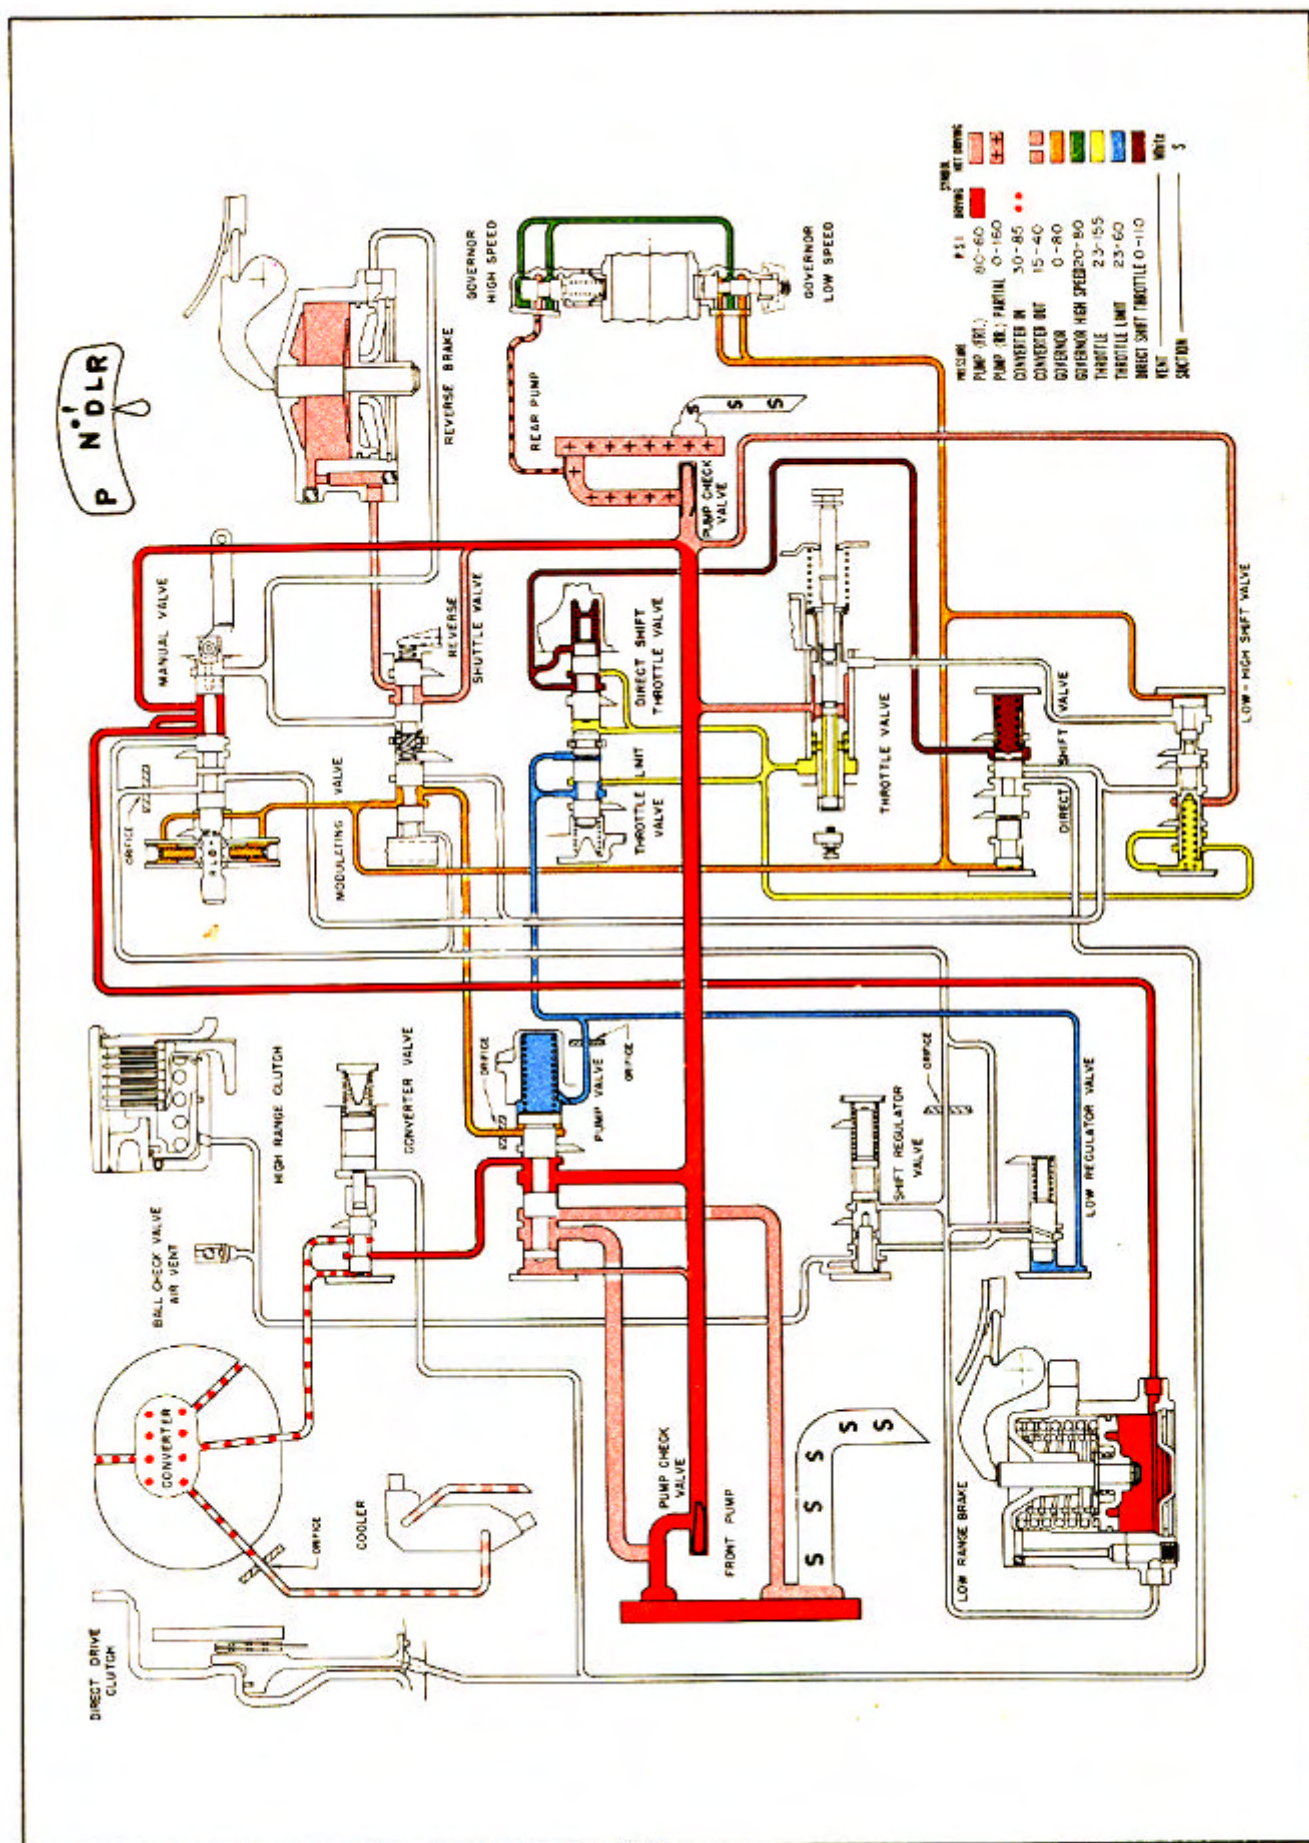 P N • ' D L R
MANUAL VALVE
ORIFICE
MODULATING VALVE
REVERSE
SHUTTLE VALVE
REVERSE BRAKE
GOVERNOR
HIGH SPEED
GOVERNOR
LOW SPEED
REAR PUMP
PUMP CHECK
VALVE
DIRECT SHIFT
THROTTLE VALVE
THROTTLE LIMIT
VALVE
THROTTLE VALVE
DIRECT SHIFT VALVE
LOW-HIGH SHIFT VALVE
S S S
PRESSURE P.S.I. SYMBOL
DRIVING NOT DRIVING
PUMP (FRT.) 80-60
PUMP (RR.) PARTIAL 0-160
CONVERTER IN 30-85
CONVERTER OUT 15-40
GOVERNOR 0-80
GOVERNOR HIGH SPEED 20-80
THROTTLE 23-155
THROTTLE LIMIT 23-60
DIRECT SHIFT THROTTLE 0-110
VENT White
SUCTION S
HIGH RANGE CLUTCH
BALL CHECK VALVE
AIR VENT
CONVERTER VALVE
ORIFICE
PUMP VALVE
ORIFICE
SHIFT REGULATOR
VALVE
ORIFICE
LOW REGULATOR VALVE
DIRECT DRIVE
CLUTCH
CONVERTER
ORIFICE
COOLER
PUMP CHECK
VALVE
FRONT PUMP
S S S S S
LOW RANGE BRAKE